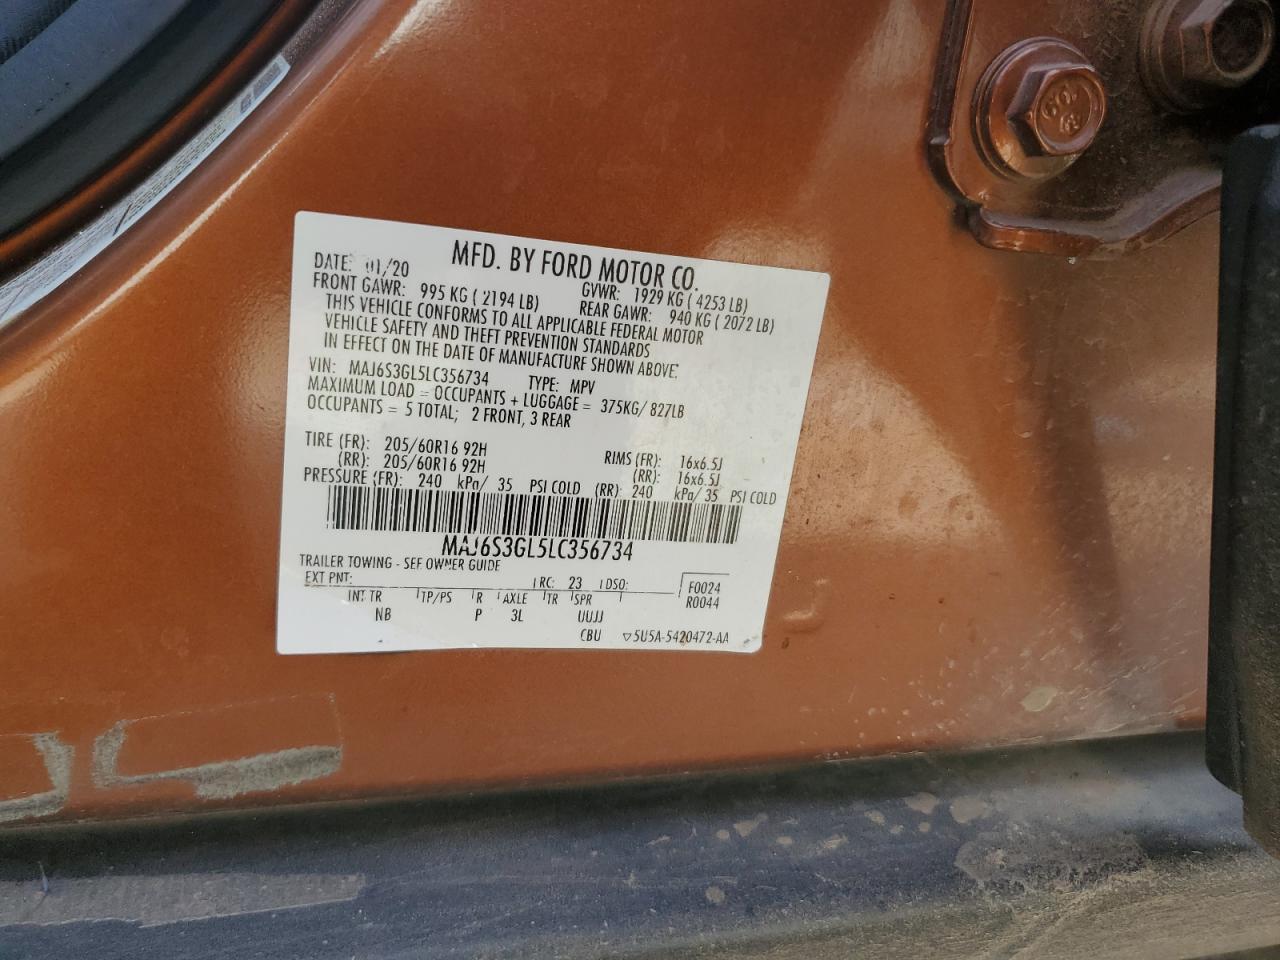 MFD. BY FORD MOTOR CO.
DATE: 01/20 GVWR: 1929 KG ( 4253 LB)
FRONT GAWR: 995 KG ( 2194 LB) REAR GAWR: 940 KG ( 2072 LB)
THIS VEHICLE CONFORMS TO ALL APPLICABLE FEDERAL MOTOR
VEHICLE SAFETY AND THEFT PREVENTION STANDARDS
IN EFFECT ON THE DATE OF MANUFACTURE SHOWN ABOVE.
VIN: MAJ6S3GL5LC356734 TYPE: MPV
MAXIMUM LOAD = OCCUPANTS + LUGGAGE = 375KG/ 827LB
OCCUPANTS = 5 TOTAL; 2 FRONT, 3 REAR
TIRE (FR): 205/60R16 92H RIMS (FR): 16x6.5J
(RR): 205/60R16 92H (RR): 16x6.5J
PRESSURE (FR): 240 kPa/ 35 PSI COLD (RR): 240 kPa/ 35 PSI COLD
MAJ6S3GL5LC356734
TRAILER TOWING - SEE OWNER GUIDE
EXT PNT: RC: 23 DSO: F0024
INT TR TP/PS R AXLE TR SPR R0044
NB P 3L UUJJ
CBU ▽5U5A-5420472-AA